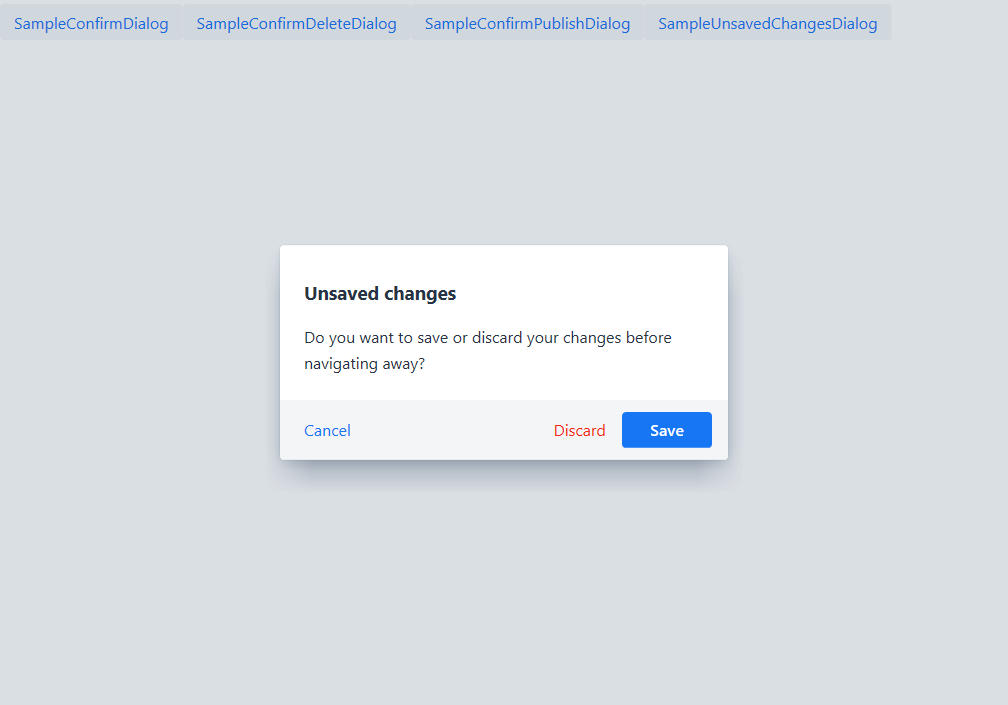 SampleConfirmDialog SampleConfirmDeleteDialog SampleConfirmPublishDialog SampleUnsavedChangesDialog
Unsaved changes
Do you want to save or discard your changes before
navigating away?
Cancel Discard Save